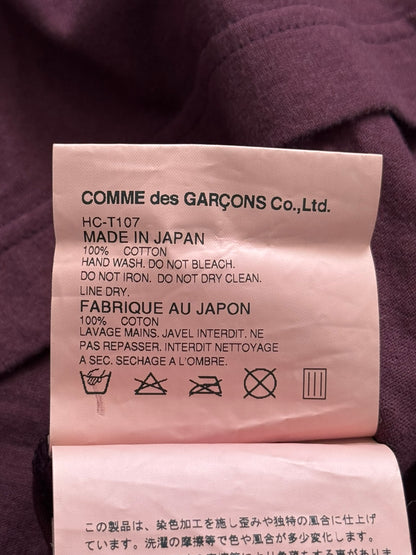 COMME des GARÇONS Co.,Ltd.
HC-T107
MADE IN JAPAN
100% COTTON
HAND WASH. DO NOT BLEACH.
DO NOT IRON. DO NOT DRY CLEAN.
LINE DRY.
FABRIQUE AU JAPON
100% COTON
LAVAGE MAINS. JAVEL INTERDIT. NE
PAS REPASSER. INTERDIT NETTOYAGE
A SEC. SECHAGE A L'OMBRE.
この製品は、染色加工を施し歪みや独特の風合に仕上げ
ています。洗濯の摩擦等で色や風合が多少変化します。